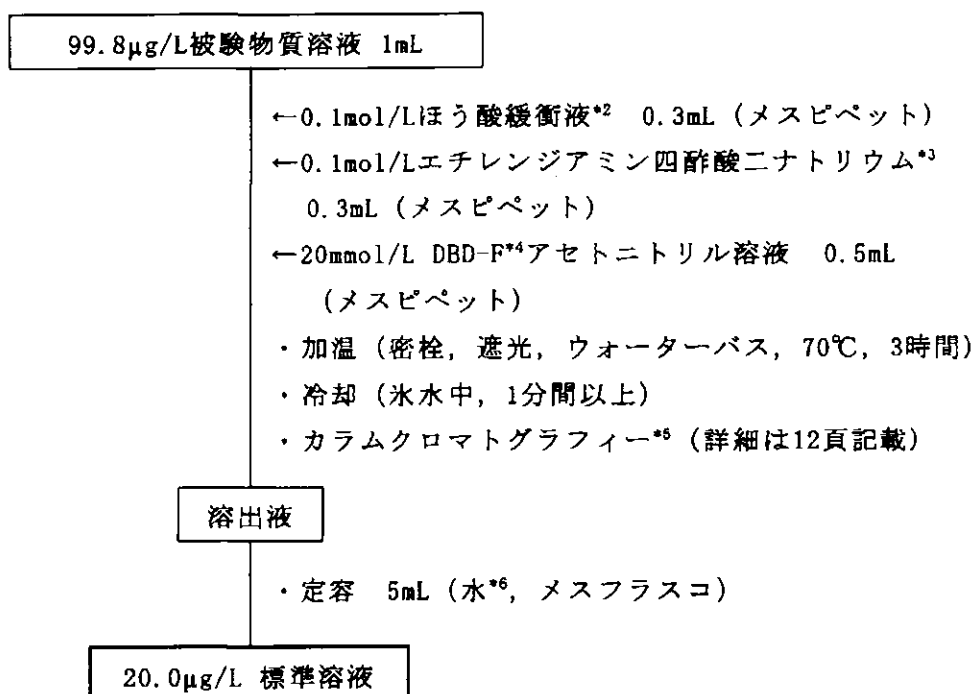 99.8μg/L被験物質溶液 1mL
←0.1mol/Lほう酸緩衝液*2 0.3mL (メスピペット)
←0.1mol/Lエチレンジアミン四酢酸二ナトリウム*3
0.3mL (メスピペット)
←20mmol/L DBD-F*4アセトニトリル溶液 0.5mL
(メスピペット)
・加温 (密栓, 遮光, ウォーターバス, 70℃, 3時間)
・冷却 (氷水中, 1分間以上)
・カラムクロマトグラフィー*5 (詳細は12頁記載)
溶出液
・定容 5mL (水*6, メスフラスコ)
20.0μg/L 標準溶液